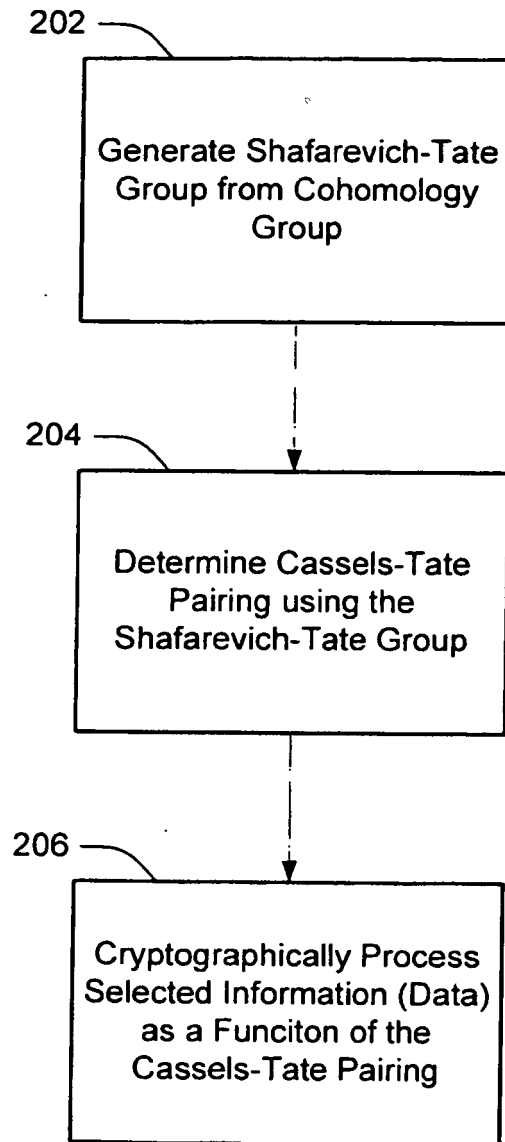 202
Generate Shafarevich-Tate
Group from Cohomology
Group
204
Determine Cassels-Tate
Pairing using the
Shafarevich-Tate Group
206
Cryptographically Process
Selected Information (Data)
as a Funciton of the
Cassels-Tate Pairing